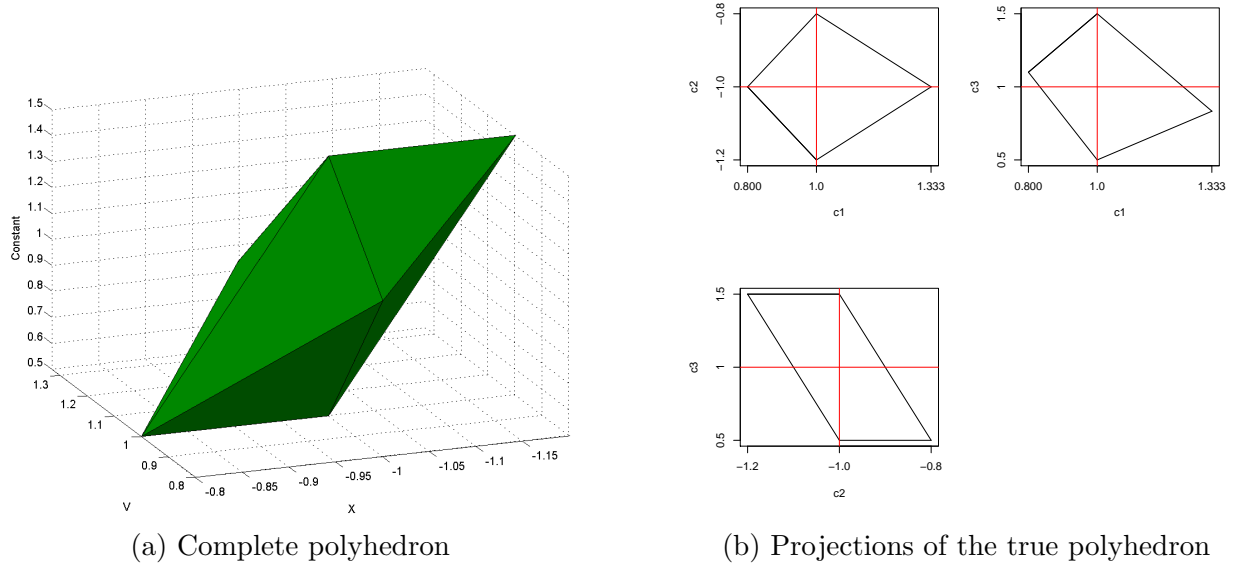 1.5
1.4
1.3
1.2
1.1
1
0.9
0.8
0.7
0.6
0.5
Constant
1.3
1.2
1.1
1
0.9
0.8
V
-0.8
-0.85
-0.9
-0.95
-1
-1.05
-1.1
-1.15
X
(a) Complete polyhedron
−0.8
−1.0
−1.2
c2
0.800 1.0 1.333
c1
1.5
1
0.5
c3
0.800 1.0 1.333
c1
1.5
1
0.5
c3
−1.2 −1.0 −0.8
c2
(b) Projections of the true polyhedron